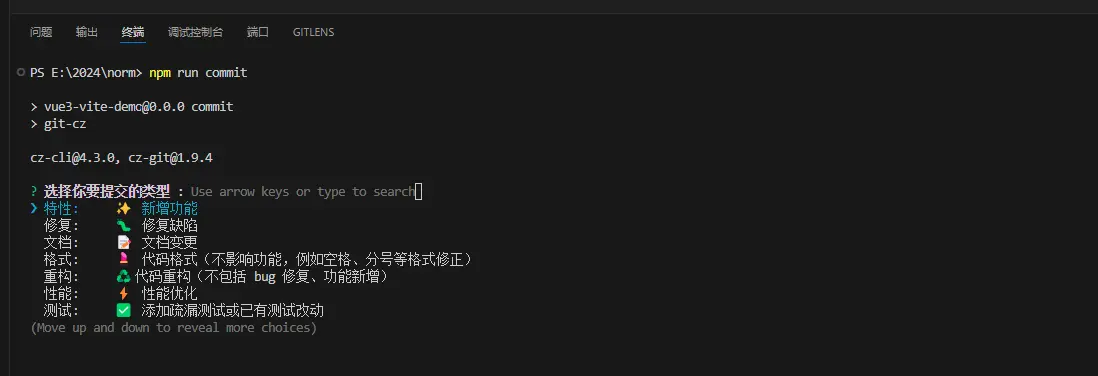 问题 输出 终端 调试控制台 端口 GITLENS
PS E:\2024\norm> npm run commit
> vue3-vite-demo@0.0.0 commit
> git-cz
cz-cli@4.3.0, cz-git@1.9.4
? 选择你要提交的类型 : Use arrow keys or type to search
❯ 特性: ✨ 新增功能
修复: 🐛 修复缺陷
文档: 📝 文档变更
格式: 💄 代码格式（不影响功能，例如空格、分号等格式修正）
重构: ♻️ 代码重构（不包括 bug 修复、功能新增）
性能: ⚡ 性能优化
测试: ✅ 添加疏漏测试或已有测试改动
(Move up and down to reveal more choices)